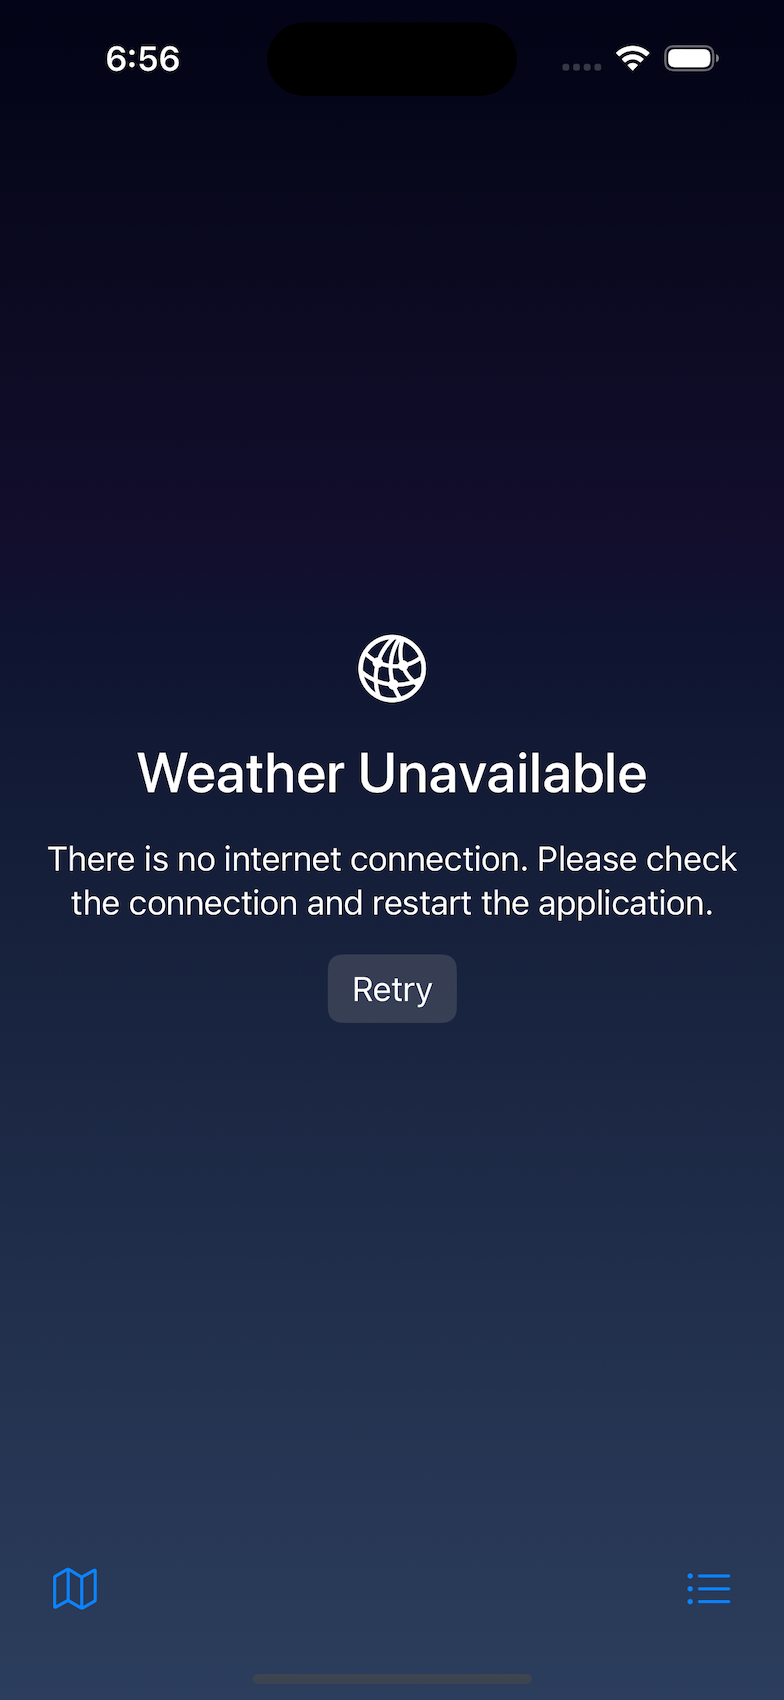 6:56
Weather Unavailable
There is no internet connection. Please check
the connection and restart the application.
Retry